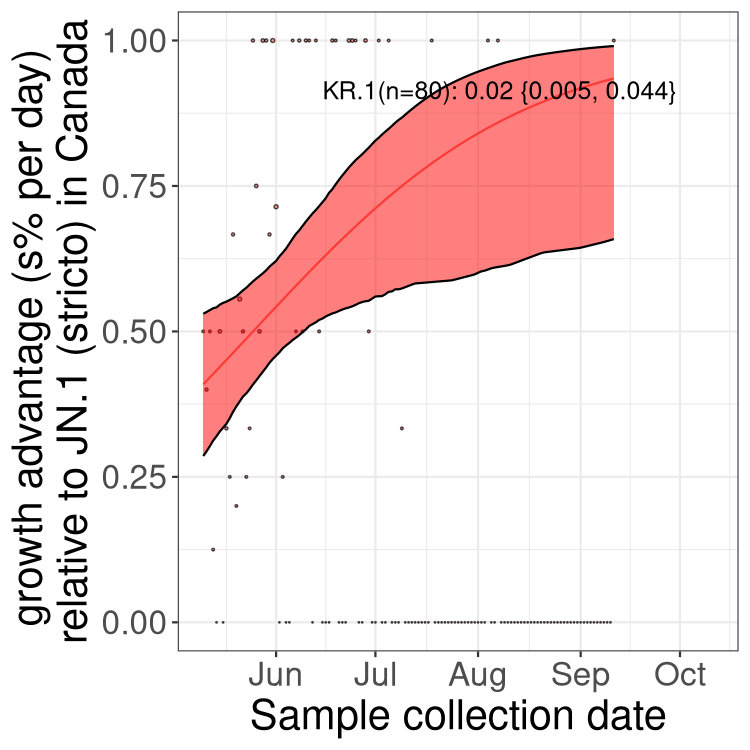 growth advantage (s% per day)
relative to JN.1 (stricto) in Canada
1.00
0.75
0.50
0.25
0.00
KR.1(n=80): 0.02 {0.005, 0.044}
Jun Jul Aug Sep Oct
Sample collection date